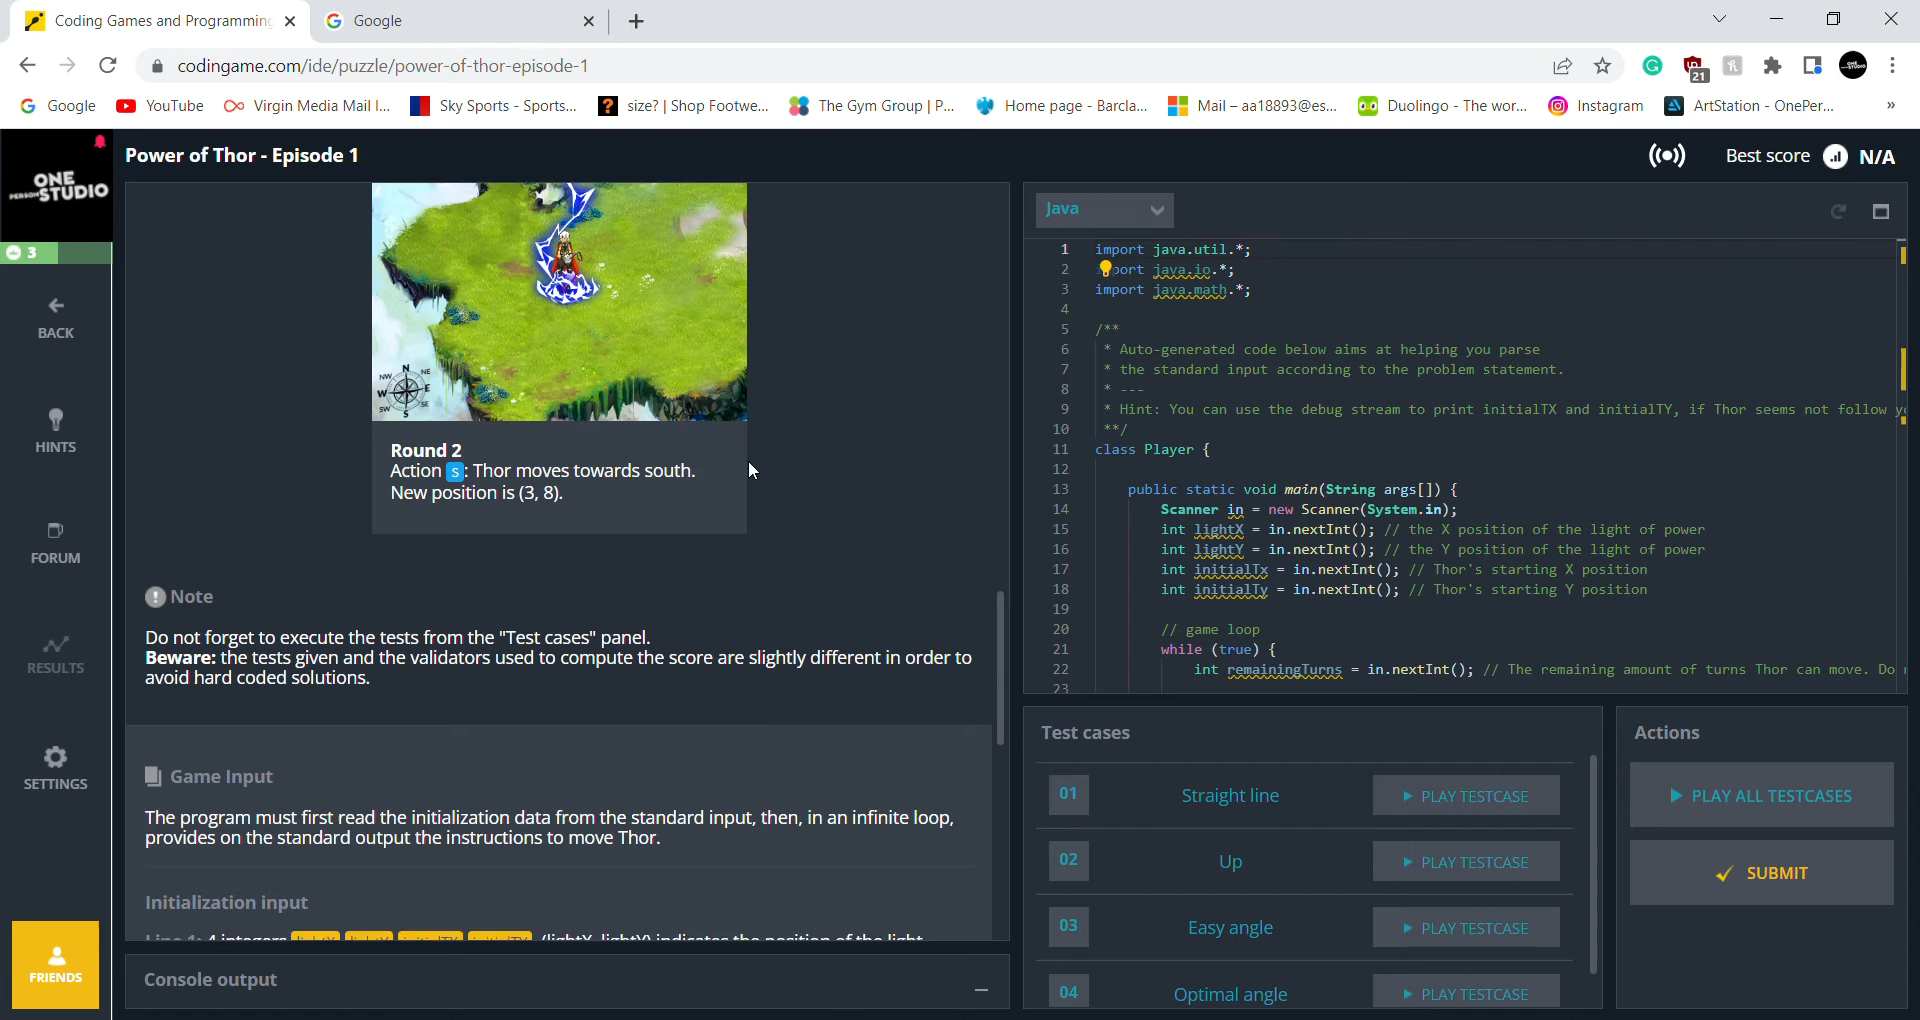 Coding Games and Programming
Google
codingame.com/ide/puzzle/power-of-thor-episode-1
21
Google
YouTube
Virgin Media Mail I...
Sky Sports - Sports...
size? | Shop Footwe...
The Gym Group | P...
Home page - Barcla...
Mail – aa18893@es...
Duolingo - The wor...
Instagram
ArtStation - OnePer...
»
ONE
PERSON STUDIO
3
BACK
HINTS
FORUM
RESULTS
SETTINGS
FRIENDS
Power of Thor - Episode 1
Best score N/A
N
NW NE
W E
SW SE
S
Round 2
Action S: Thor moves towards south.
New position is (3, 8).
Note
Do not forget to execute the tests from the "Test cases" panel.
Beware: the tests given and the validators used to compute the score are slightly different in order to
avoid hard coded solutions.
Game Input
The program must first read the initialization data from the standard input, then, in an infinite loop,
provides on the standard output the instructions to move Thor.
Initialization input
Console output
Java
1 import java.util.*;
2 port java.io.*;
3 import java.math.*;
4
5 /**
6 * Auto-generated code below aims at helping you parse
7 * the standard input according to the problem statement.
8 * ---
9 * Hint: You can use the debug stream to print initialTX and initialTY, if Thor seems not follow y
10 **/
11 class Player {
12
13 public static void main(String args[]) {
14 Scanner in = new Scanner(System.in);
15 int lightX = in.nextInt(); // the X position of the light of power
16 int lightY = in.nextInt(); // the Y position of the light of power
17 int initialTx = in.nextInt(); // Thor's starting X position
18 int initialTy = in.nextInt(); // Thor's starting Y position
19
20 // game loop
21 while (true) {
22 int remainingTurns = in.nextInt(); // The remaining amount of turns Thor can move. Do
23
Test cases
01 Straight line PLAY TESTCASE
02 Up PLAY TESTCASE
03 Easy angle PLAY TESTCASE
04 Optimal angle PLAY TESTCASE
Actions
PLAY ALL TESTCASES
SUBMIT